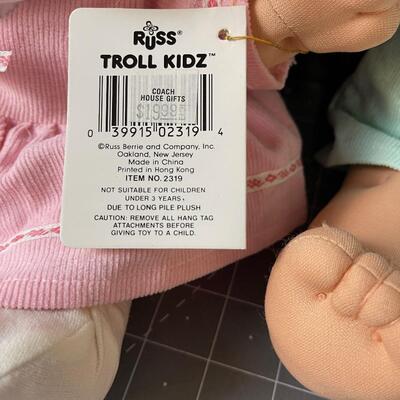 RUSS®
TROLL KIDZ™
COACH
HOUSE GIFTS
$19.99
0 39915 02319 4
©Russ Berrie and Company, Inc.
Oakland, New Jersey
Made in China
Printed in Hong Kong
ITEM NO. 2319
NOT SUITABLE FOR CHILDREN
UNDER 3 YEARS,
DUE TO LONG PILE PLUSH
CAUTION: REMOVE ALL HANG TAG
ATTACHMENTS BEFORE
GIVING TOY TO A CHILD.